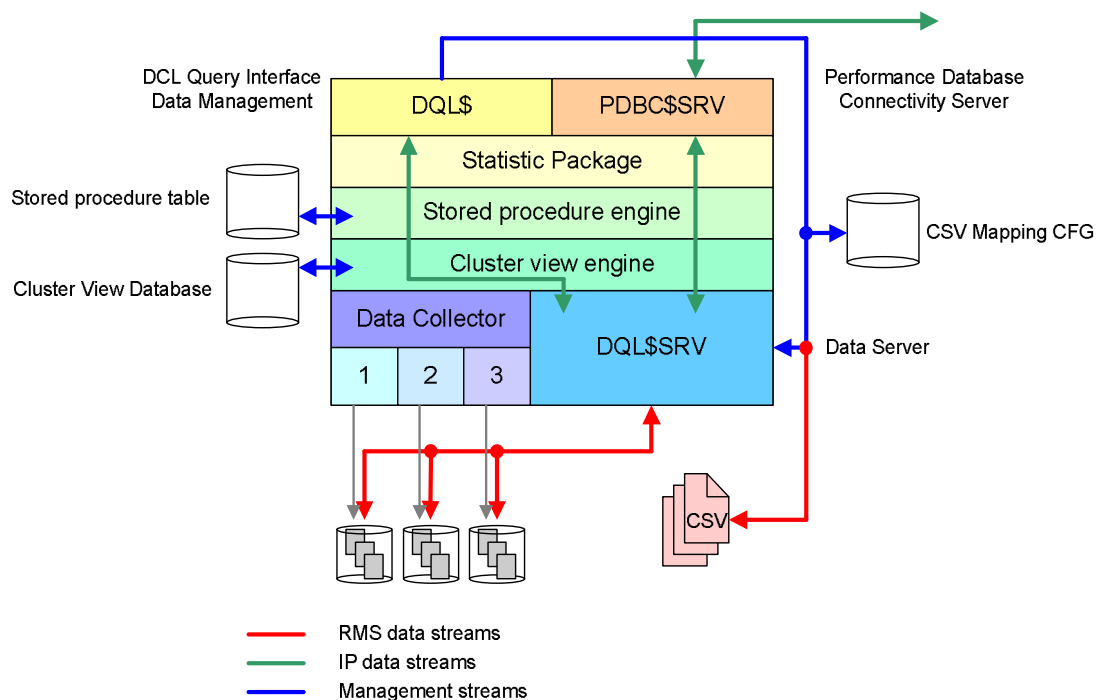 DCL Query Interface
Data Management
DQL$
PDBC$SRV
Performance Database
Connectivity Server
Statistic Package
Stored procedure table
Stored procedure engine
CSV Mapping CFG
Cluster view engine
Cluster View Database
Data Collector
DQL$SRV
Data Server
1
2
3
CSV
RMS data streams
IP data streams
Management streams